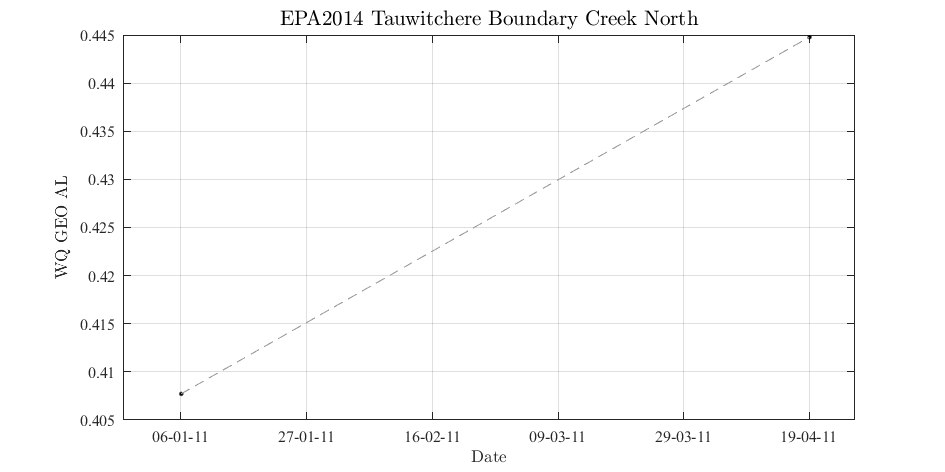 EPA2014 Tauwitchere Boundary Creek North
0.445
0.44
0.435
0.43
0.425
0.42
0.415
0.41
0.405
WQ GEO AL
06-01-11 27-01-11 16-02-11 09-03-11 29-03-11 19-04-11
Date